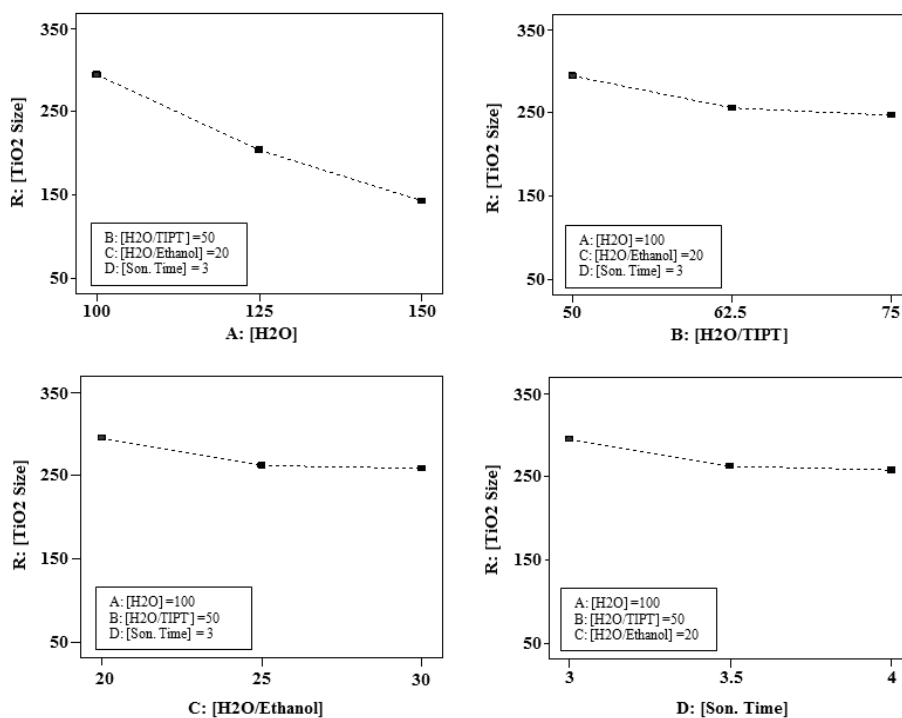 350
250
150
50
R: [TiO2 Size]
B: [H2O/TIPT] =50
C: [H2O/Ethanol] =20
D: [Son. Time] = 3
100 125 150
A: [H2O]
350
250
150
50
R: [TiO2 Size]
A: [H2O] =100
C: [H2O/Ethanol] =20
D: [Son. Time] = 3
50 62.5 75
B: [H2O/TIPT]
350
250
150
50
R: [TiO2 Size]
A: [H2O] =100
B: [H2O/TIPT] =50
D: [Son. Time] = 3
20 25 30
C: [H2O/Ethanol]
350
250
150
50
R: [TiO2 Size]
A: [H2O] =100
B: [H2O/TIPT] =50
C: [H2O/Ethanol] =20
3 3.5 4
D: [Son. Time]